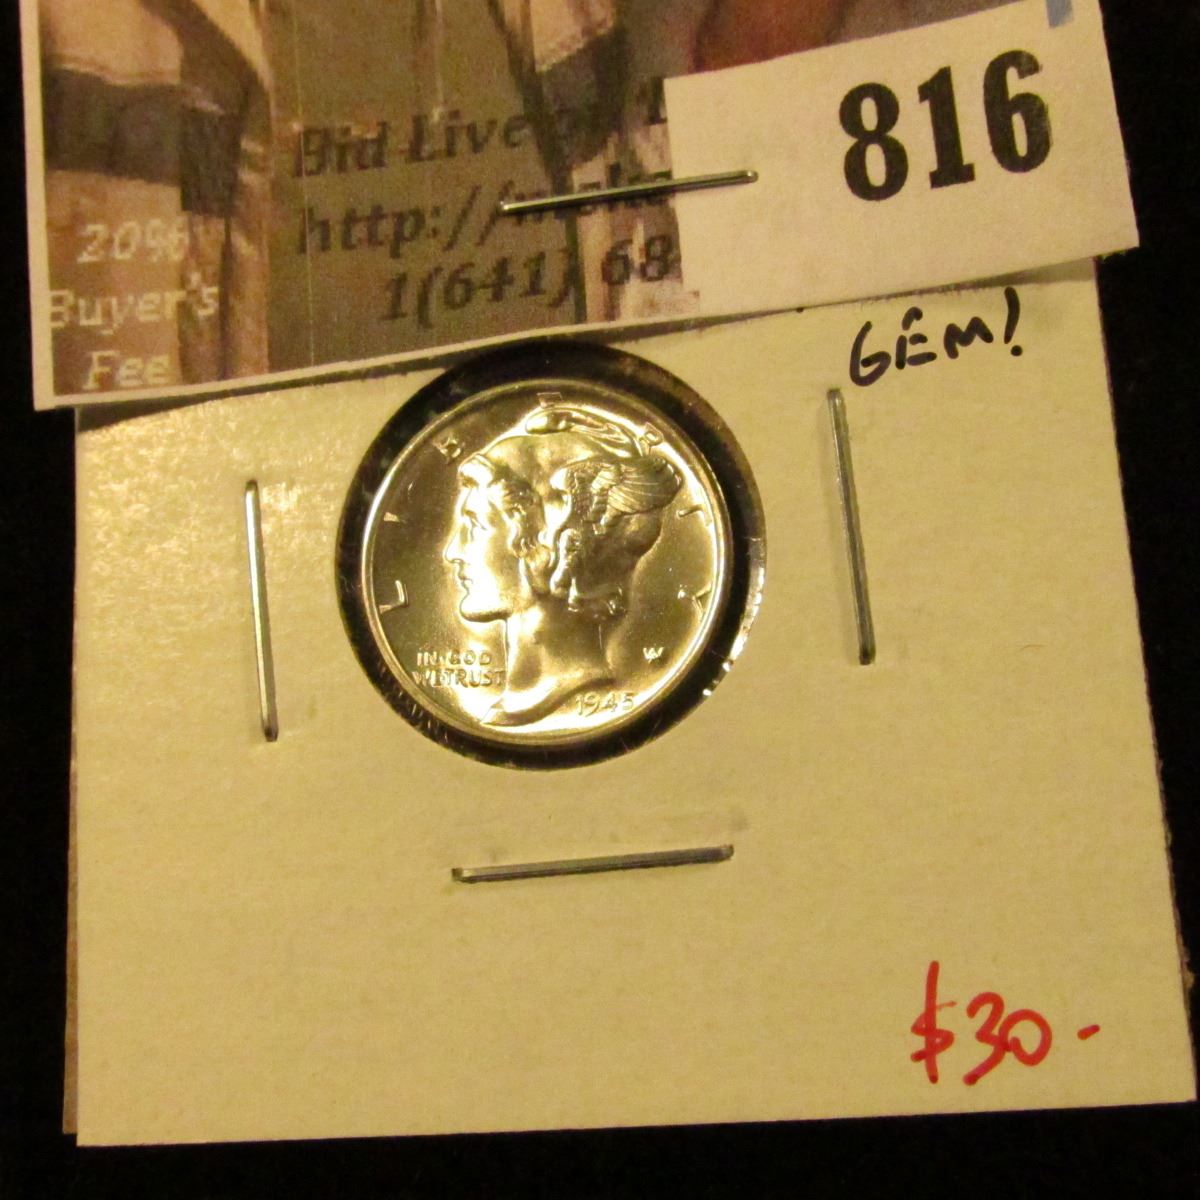 816
Bid Live
http://
1(641) 68
20%
Buyer's
Fee
GEM!
LIBERTY
IN GOD
WE TRUST
W
1945
$30-